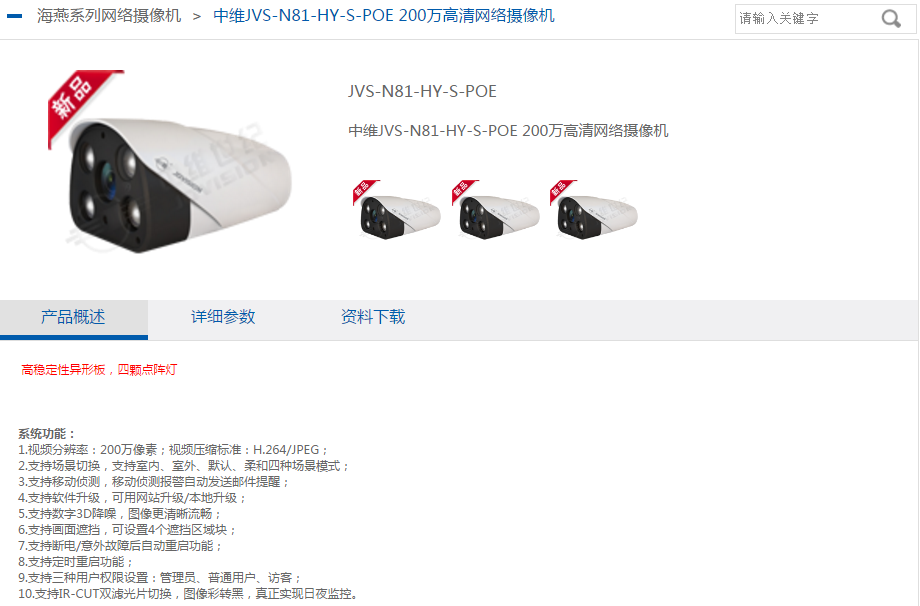 海燕系列网络摄像机 > 中维JVS-N81-HY-S-POE 200万高清网络摄像机
请输入关键字
新品
JVS-N81-HY-S-POE
中维JVS-N81-HY-S-POE 200万高清网络摄像机
新品 新品 新品
产品概述 详细参数 资料下载
高稳定性异形板，四颗点阵灯
系统功能：
1.视频分辨率：200万像素；视频压缩标准：H.264/JPEG；
2.支持场景切换，支持室内、室外、默认、柔和四种场景模式；
3.支持移动侦测，移动侦测报警自动发送邮件提醒；
4.支持软件升级，可用网站升级/本地升级；
5.支持数字3D降噪，图像更清晰流畅；
6.支持画面遮挡，可设置4个遮挡区域块；
7.支持断电/意外故障后自动重启功能；
8.支持定时重启功能；
9.支持三种用户权限设置：管理员、普通用户、访客；
10.支持IR-CUT双滤光片切换，图像彩转黑，真正实现日夜监控。